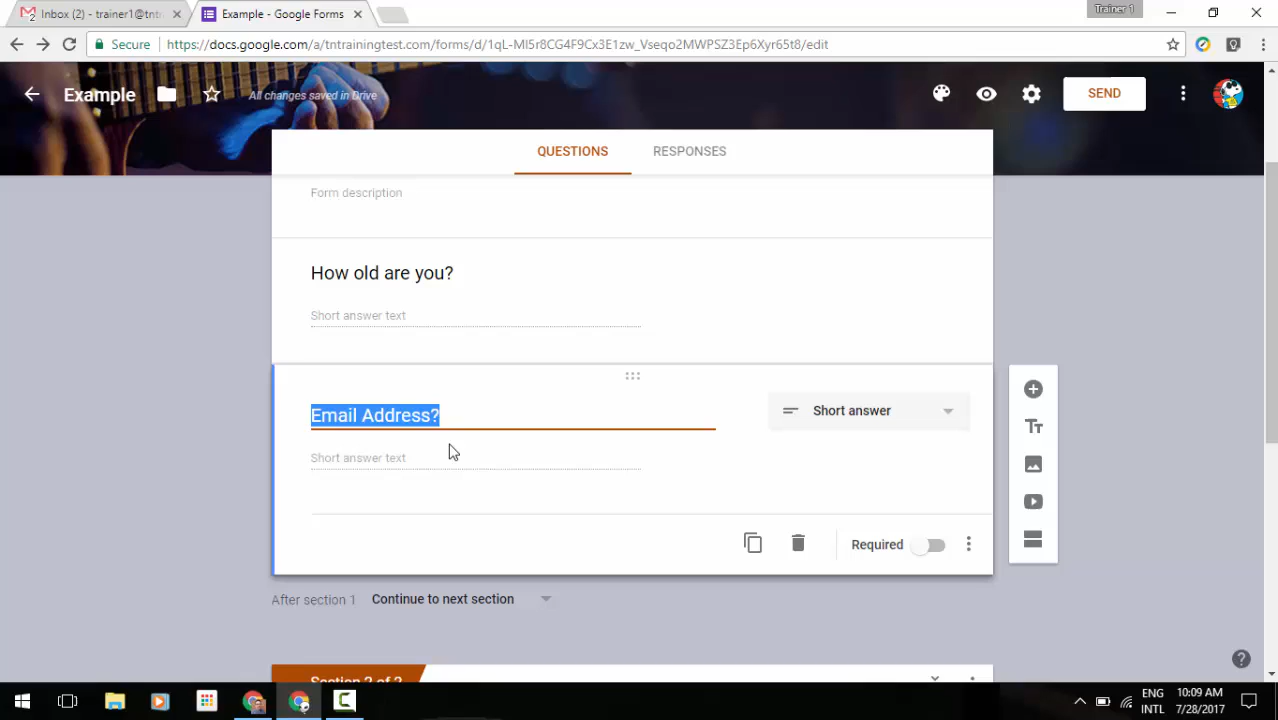 Inbox (2) - trainer1@tntr
Example - Google Forms
Trainer 1
Secure
https://docs.google.com/a/tntrainingtest.com/forms/d/1qL-MI5r8CG4F9Cx3E1zw_Vseqo2MWPSZ3Ep6Xyr65t8/edit
Example
All changes saved in Drive
SEND
QUESTIONS
RESPONSES
Form description
How old are you?
Short answer text
Email Address?
Short answer
Short answer text
Required
After section 1
Continue to next section
Section 2 of 2
ENG
INTL
10:09 AM
7/28/2017